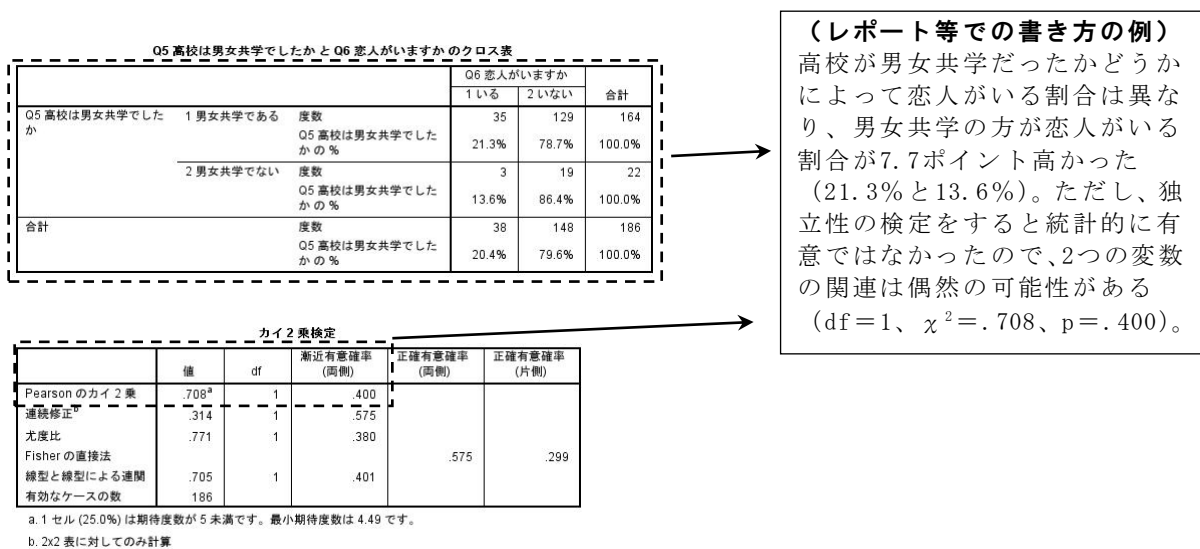 Q5 高校は男女共学でしたか と Q6 恋人がいますか のクロス表
Q6 恋人がいますか
1 いる 2 いない 合計
Q5 高校は男女共学でした
か
1 男女共学である 度数 35 129 164
Q5 高校は男女共学でした
か の %
21.3% 78.7% 100.0%
2 男女共学でない 度数 3 19 22
Q5 高校は男女共学でした
か の %
13.6% 86.4% 100.0%
合計 度数 38 148 186
Q5 高校は男女共学でした
か の %
20.4% 79.6% 100.0%
カイ 2 乗検定
値 df 漸近有意確率
(両側)
正確有意確率
(両側)
正確有意確率
(片側)
Pearson のカイ 2 乗 .708a 1 .400
連続修正b .314 1 .575
尤度比 .771 1 .380
Fisher の直接法 .575 .299
線型と線型による連関 .705 1 .401
有効なケースの数 186
a. 1 セル (25.0%) は期待度数が 5 未満です。最小期待度数は 4.49 です。
b. 2x2 表に対してのみ計算
(レポート等での書き方の例)
高校が男女共学だったかどうか
によって恋人がいる割合は異な
り、男女共学の方が恋人がいる
割合が7.7ポイント高かった
(21.3%と13.6%)。ただし、独
立性の検定をすると統計的に有
意ではなかったので、2つの変数
の関連は偶然の可能性がある
(df=1、χ²=.708、p=.400)。